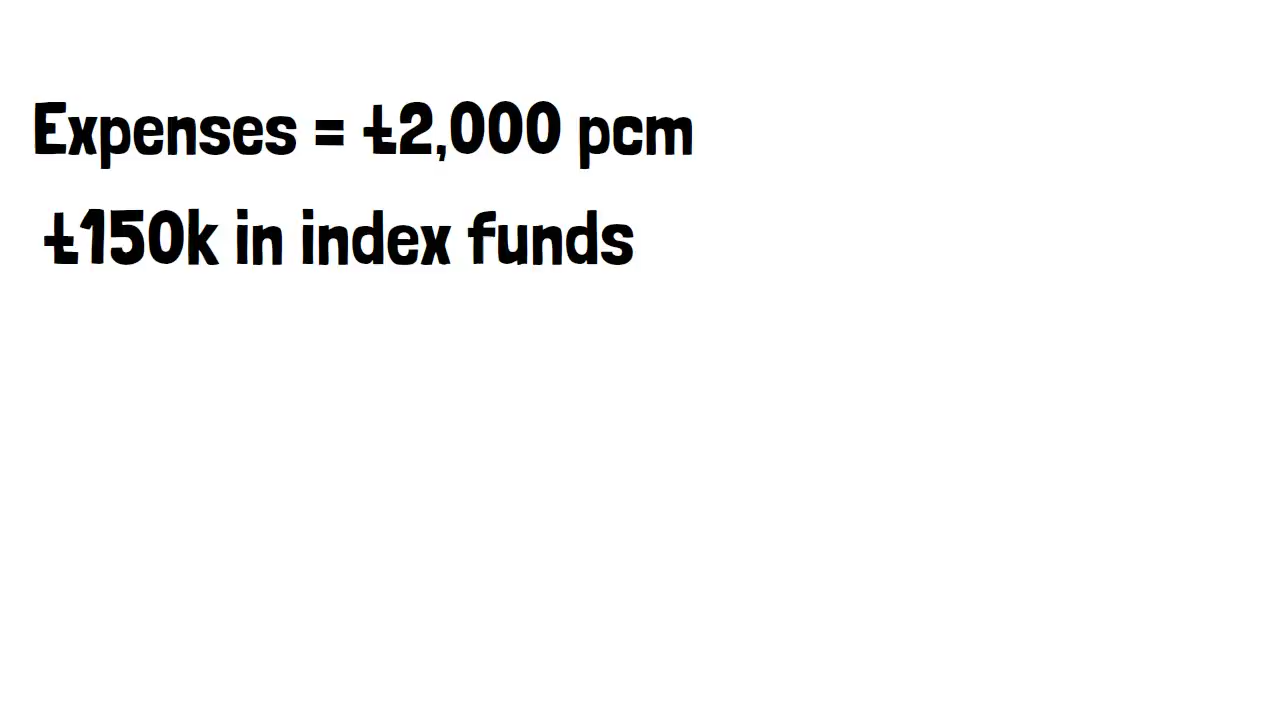 Expenses = £2,000 pcm
£150k in index funds